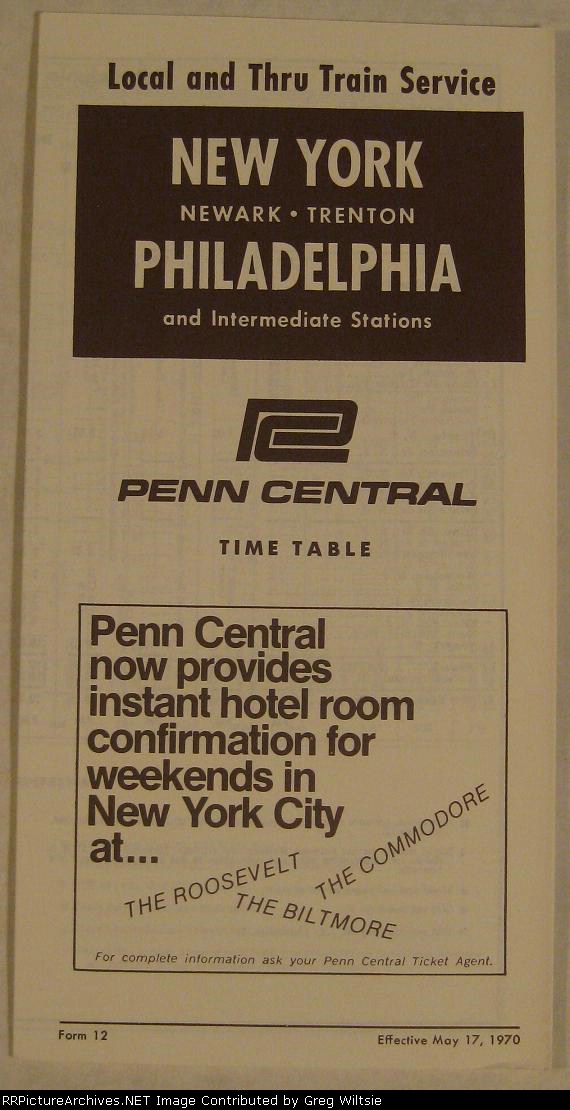 Local and Thru Train Service
NEW YORK
NEWARK • TRENTON
PHILADELPHIA
and Intermediate Stations
PENN CENTRAL
TIME TABLE
Penn Central
now provides
instant hotel room
confirmation for
weekends in
New York City
at...
THE ROOSEVELT
THE COMMODORE
THE BILTMORE
For complete information ask your Penn Central Ticket Agent.
Form 12
Effective May 17, 1970
RRPictureArchives.NET Image Contributed by Greg Wiltsie